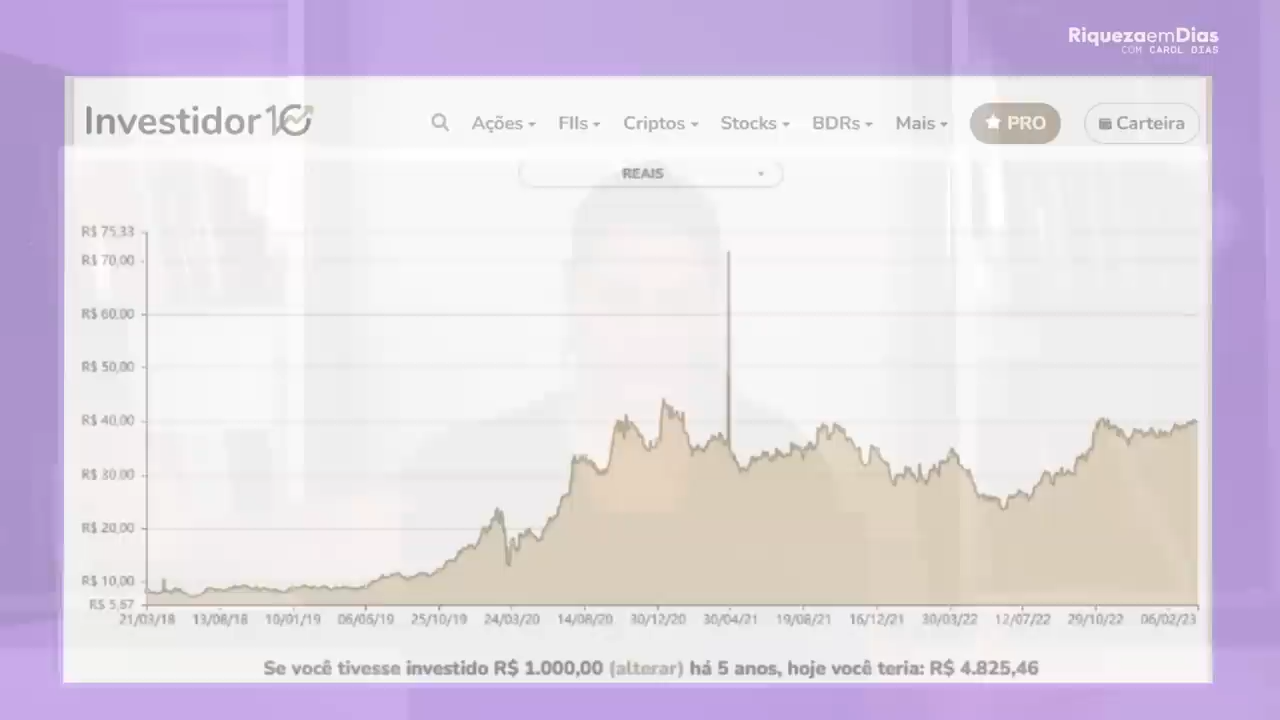 RiquezaemDias
COM CAROL DIAS
Investidor10
Ações FIIs Criptos Stocks BDRs Mais PRO Carteira
REAIS
R$ 75,33
R$ 70,00
R$ 60,00
R$ 50,00
R$ 40,00
R$ 30,00
R$ 20,00
R$ 10,00
R$ 5,67
21/03/18 13/08/18 10/01/19 06/06/19 25/10/19 24/03/20 14/08/20 30/12/20 30/04/21 19/08/21 16/12/21 30/03/22 12/07/22 29/10/22 06/02/23
Se você tivesse investido R$ 1.000,00 (alterar) há 5 anos, hoje você teria: R$ 4.825,46